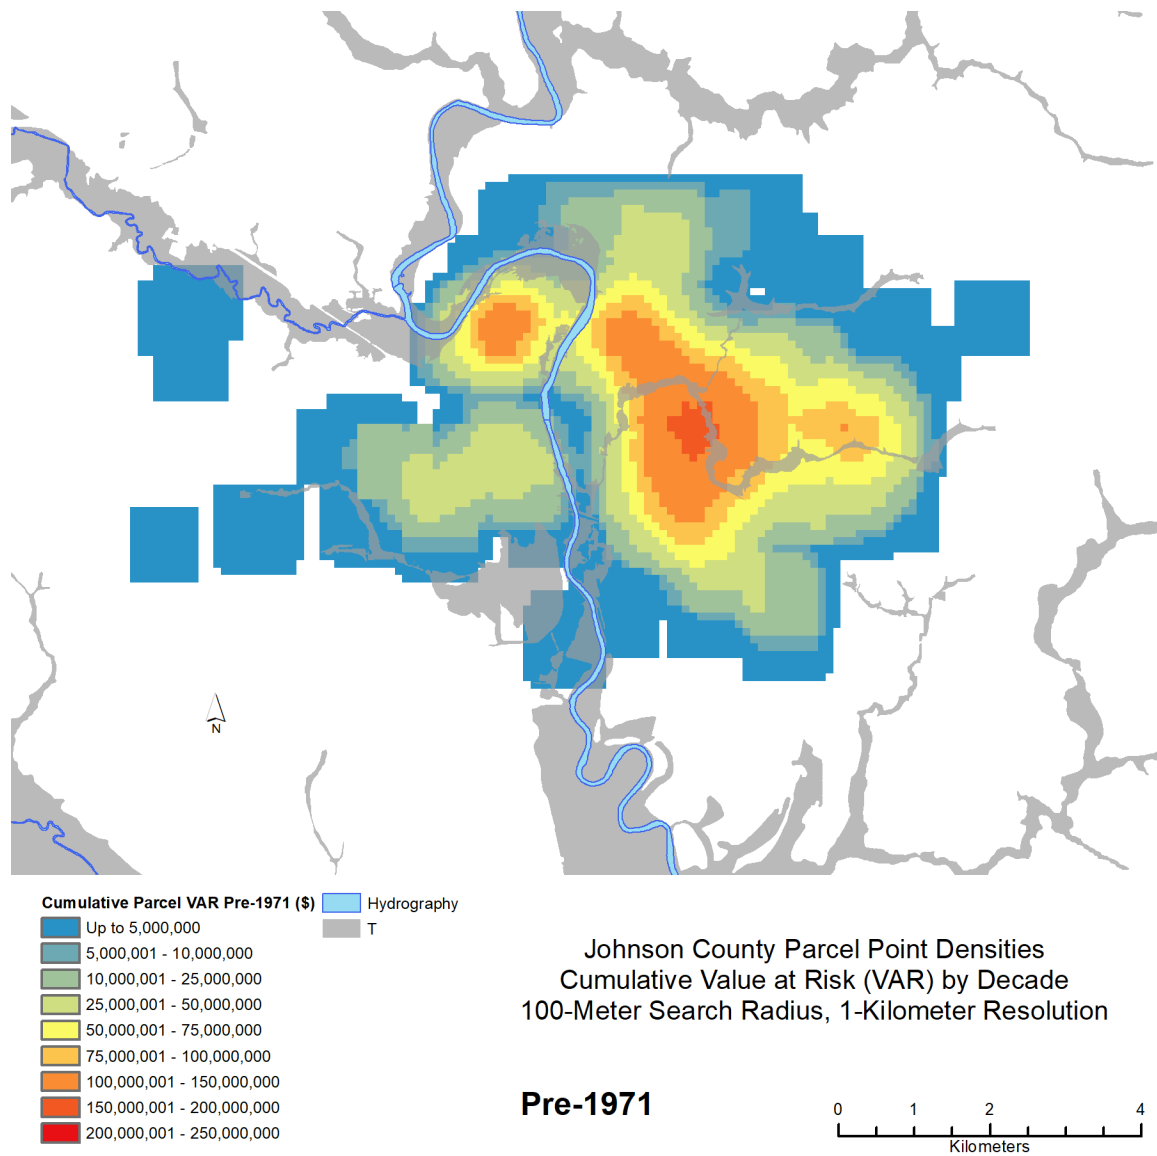 N
Cumulative Parcel VAR Pre-1971 ($)
Up to 5,000,000
5,000,001 - 10,000,000
10,000,001 - 25,000,000
25,000,001 - 50,000,000
50,000,001 - 75,000,000
75,000,001 - 100,000,000
100,000,001 - 150,000,000
150,000,001 - 200,000,000
200,000,001 - 250,000,000
Hydrography
T
Johnson County Parcel Point Densities
Cumulative Value at Risk (VAR) by Decade
100-Meter Search Radius, 1-Kilometer Resolution
Pre-1971
0 1 2 4
Kilometers